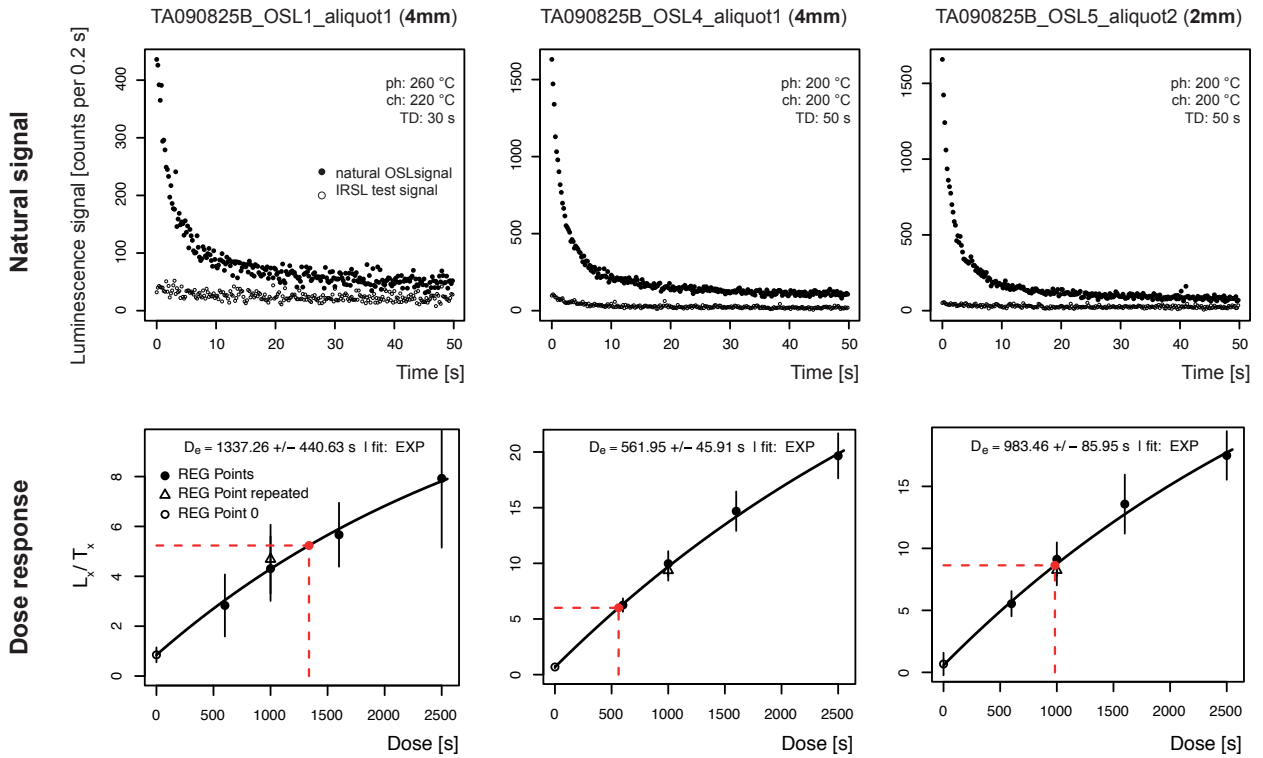 TA090825B_OSL1_aliquot1 (4mm)
TA090825B_OSL4_aliquot1 (4mm)
TA090825B_OSL5_aliquot2 (2mm)
Natural signal
Luminescence signal [counts per 0.2 s]
400
300
200
100
0
ph: 260 °C
ch: 220 °C
TD: 30 s
natural OSLsignal
IRSL test signal
0 10 20 30 40 50
Time [s]
1500
1000
500
0
ph: 200 °C
ch: 200 °C
TD: 50 s
0 10 20 30 40 50
Time [s]
1500
1000
500
0
ph: 200 °C
ch: 200 °C
TD: 50 s
0 10 20 30 40 50
Time [s]
Dose response
Lx/ Tx
8
6
4
2
0
De = 1337.26 +/− 440.63 s | fit: EXP
REG Points
REG Point repeated
REG Point 0
0 500 1000 1500 2000 2500
Dose [s]
20
15
10
5
0
De = 561.95 +/− 45.91 s | fit: EXP
0 500 1000 1500 2000 2500
Dose [s]
15
10
5
0
De = 983.46 +/− 85.95 s | fit: EXP
0 500 1000 1500 2000 2500
Dose [s]